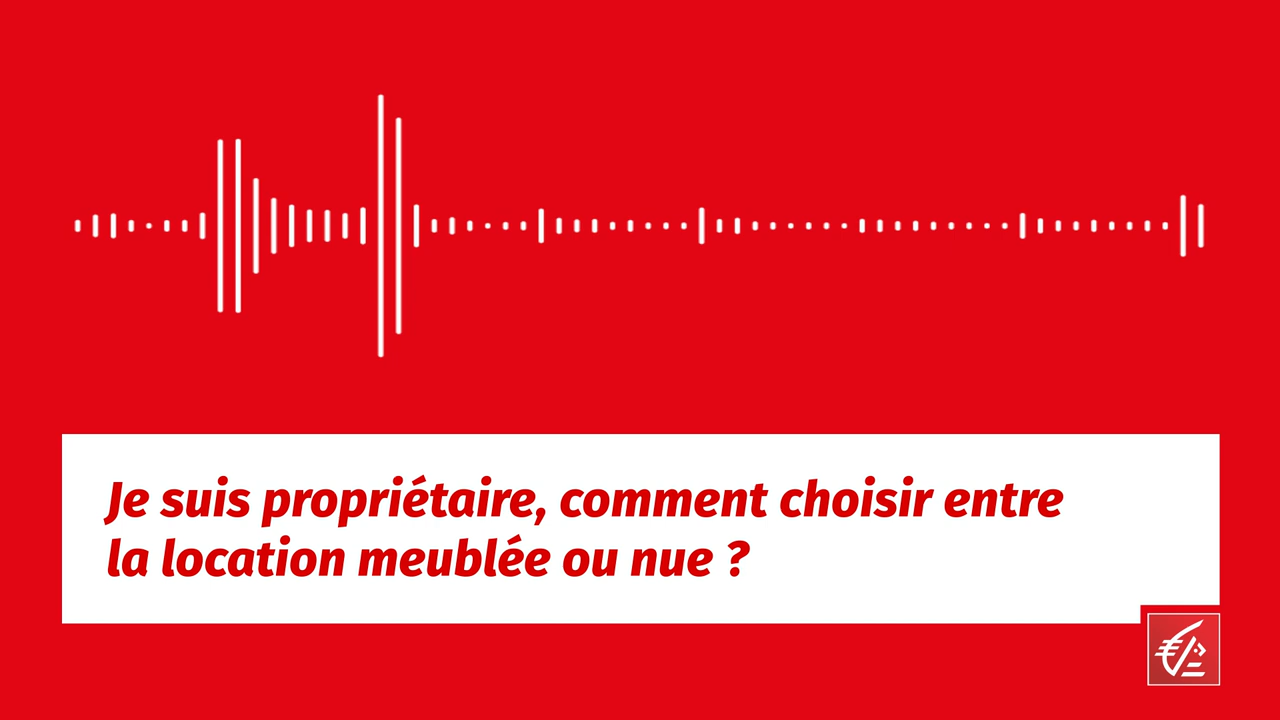 Je suis propriétaire, comment choisir entre
la location meublée ou nue ?